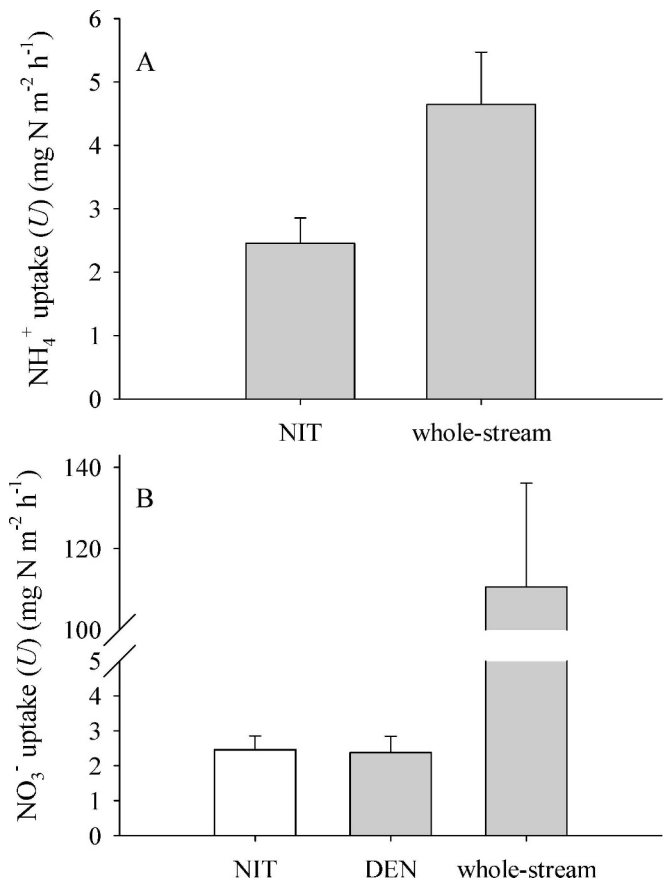 A
NH₄⁺ uptake (U) (mg N m⁻² h⁻¹)
6
5
4
3
2
1
0
NIT whole-stream
B
NO₃⁻ uptake (U) (mg N m⁻² h⁻¹)
140
120
100
5
4
3
2
1
0
NIT DEN whole-stream